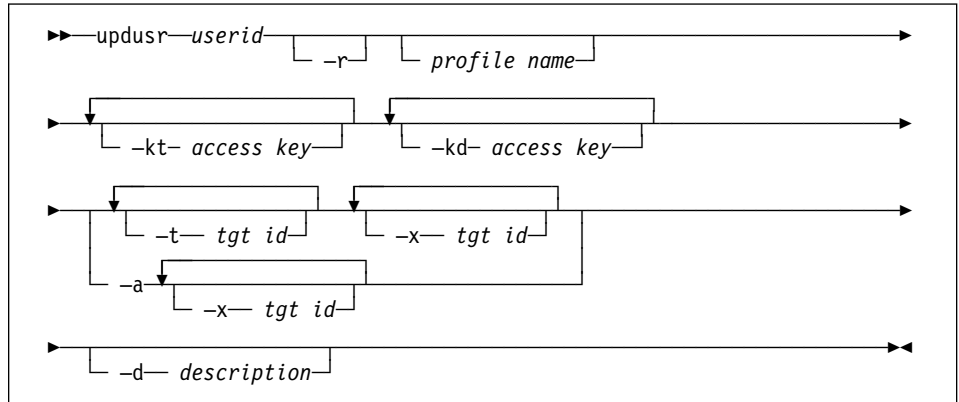 updusr userid
–r profile name
–kt access key –kd access key
–t tgt id –x tgt id
–a
–x tgt id
–d description